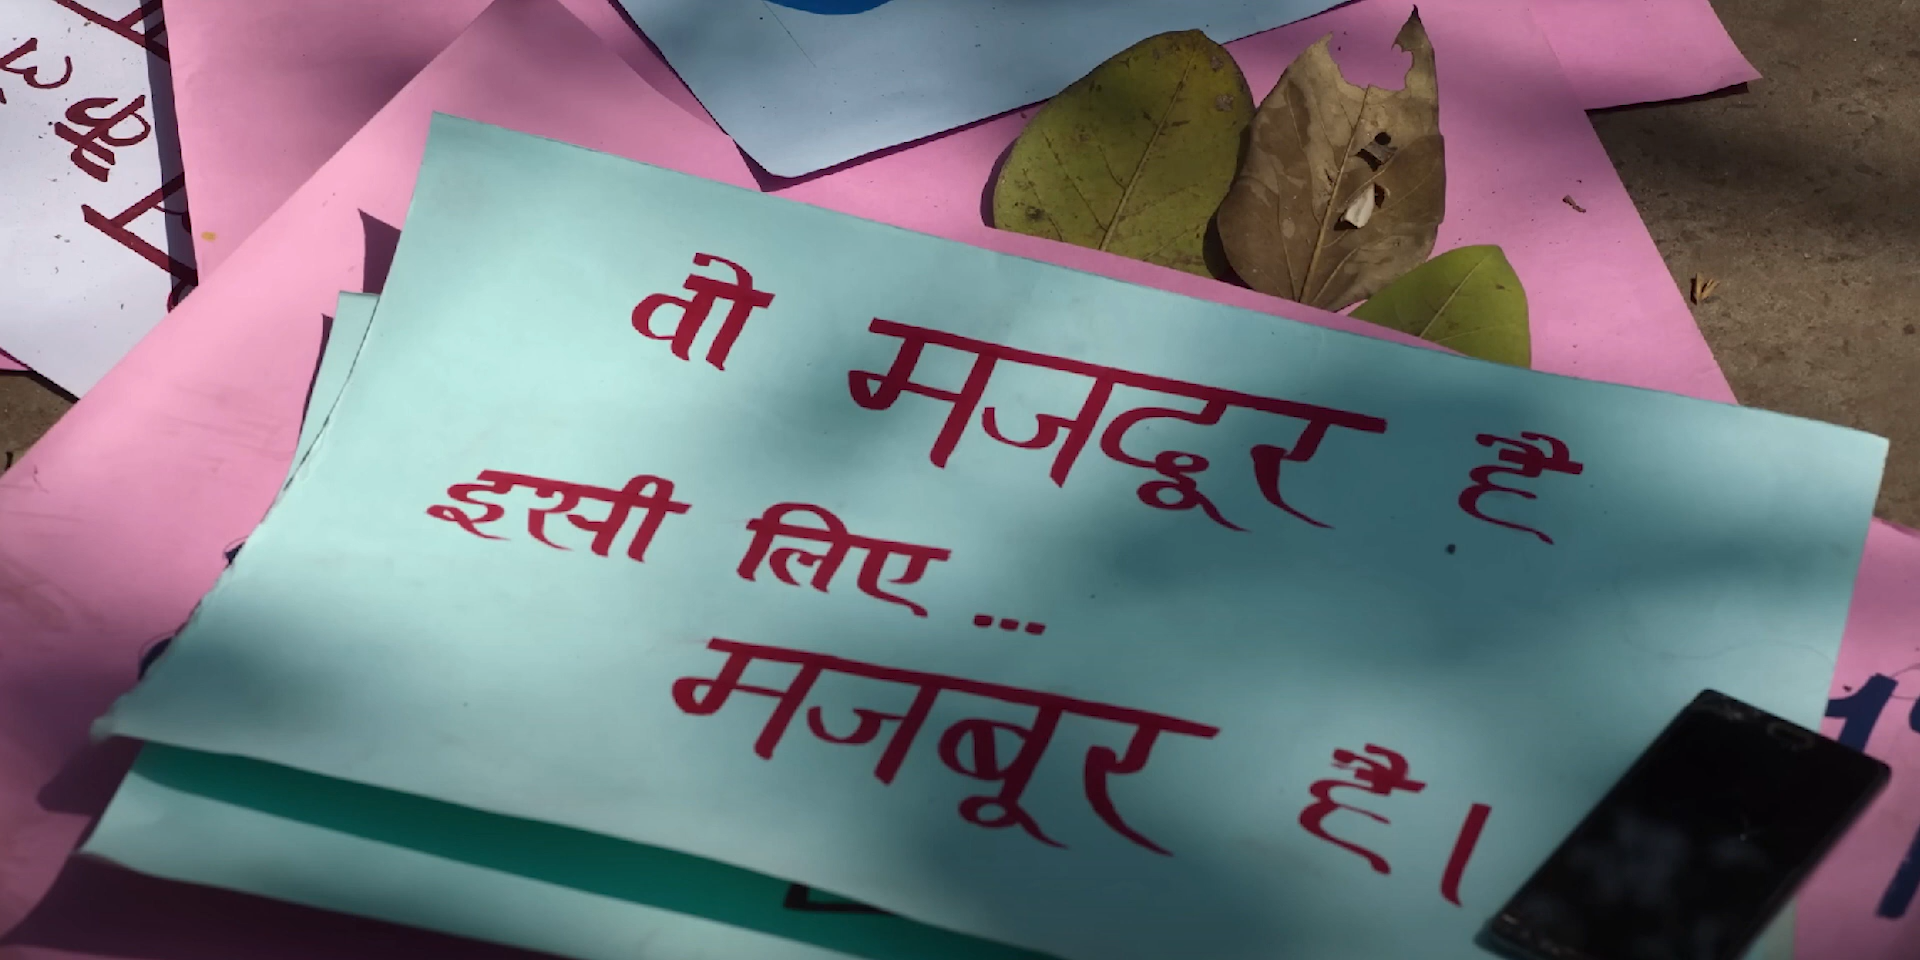 वो मजदूर है
इसी लिए ...
मजबूर है।